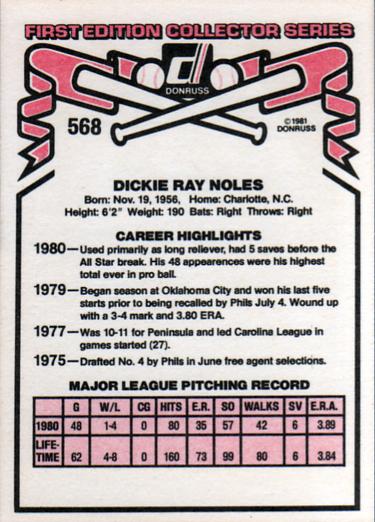 FIRST EDITION COLLECTOR SERIES
DONRUSS
568
© 1981
DONRUSS
DICKIE RAY NOLES
Born: Nov. 19, 1956, Home: Charlotte, N.C.
Height: 6'2" Weight: 190 Bats: Right Throws: Right
CAREER HIGHLIGHTS
1980—Used primarily as long reliever, had 5 saves before the
All Star break. His 48 appearences were his highest
total ever in pro ball.
1979—Began season at Oklahoma City and won his last five
starts prior to being recalled by Phils July 4. Wound up
with a 3-4 mark and 3.80 ERA.
1977—Was 10-11 for Peninsula and led Carolina League in
games started (27).
1975—Drafted No. 4 by Phils in June free agent selections.
MAJOR LEAGUE PITCHING RECORD
G W/L CG HITS E.R. SO WALKS SV E.R.A.
1980 48 1-4 0 80 35 57 42 6 3.89
LIFE-
TIME 62 4-8 0 160 73 99 80 6 3.84